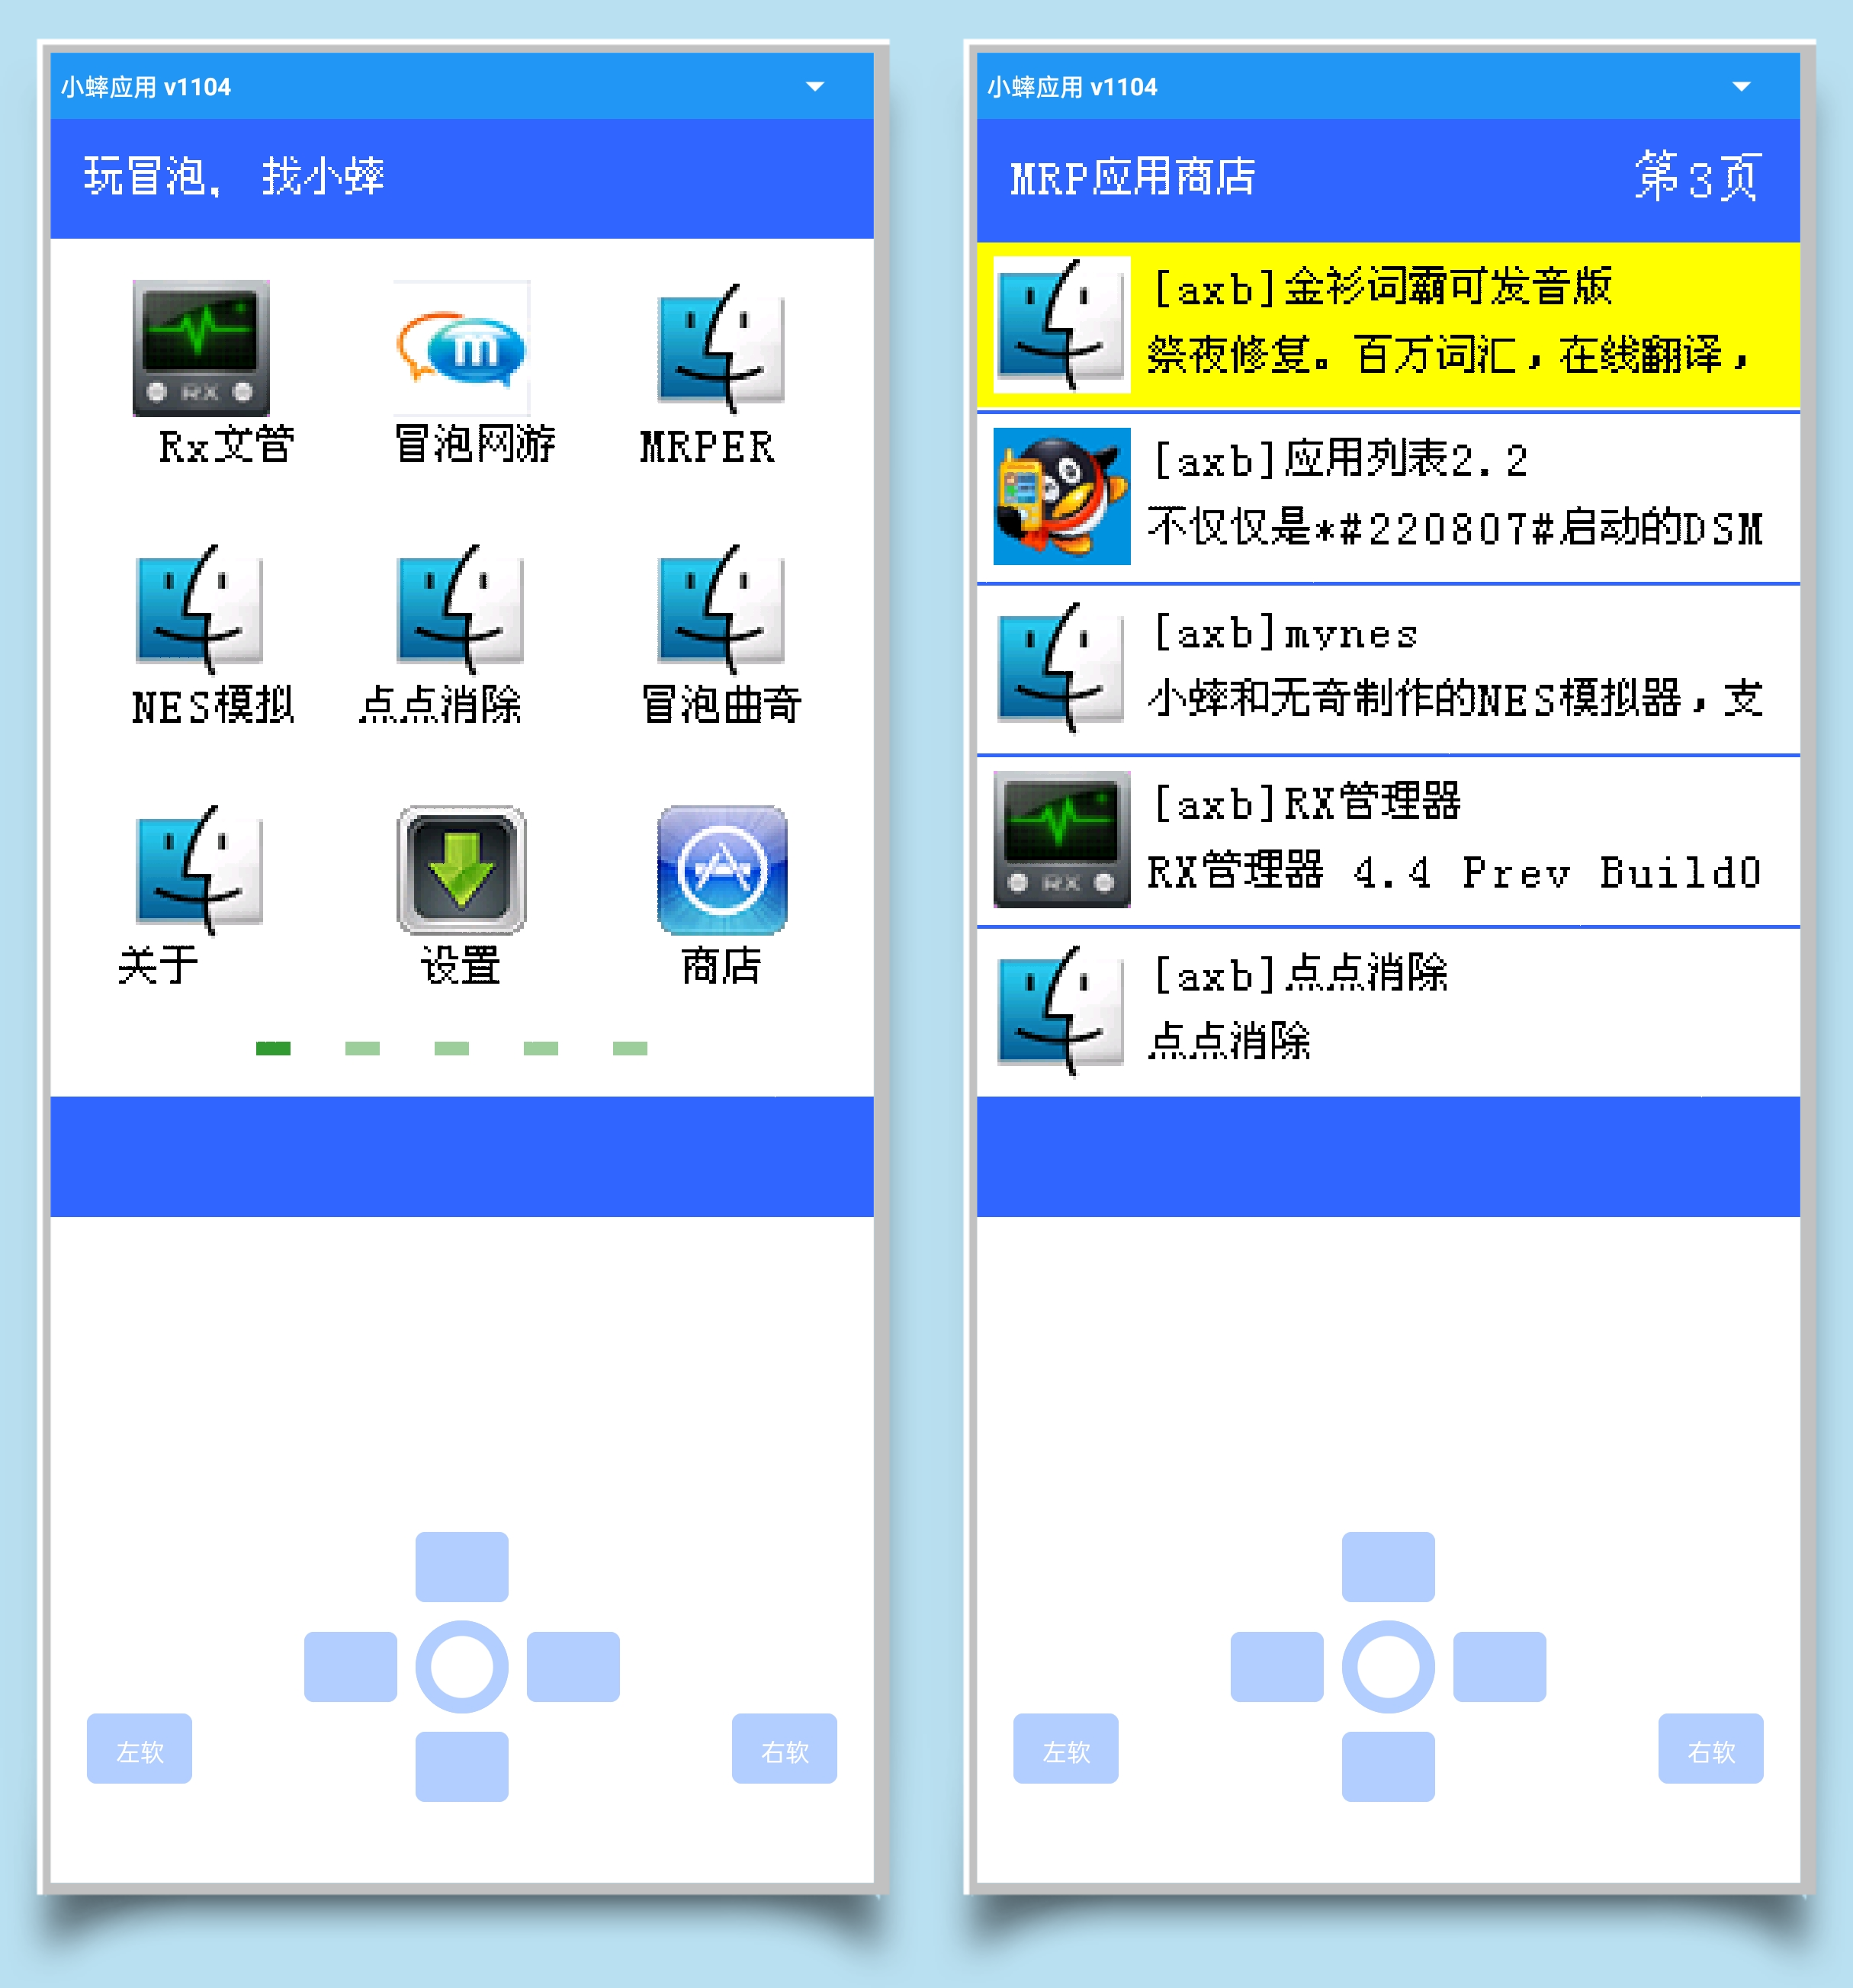 小蟀应用 v1104
玩冒泡， 找小蟀
RX
m
Rx文管
冒泡网游
MRPER
NES模拟
点点消除
冒泡曲奇
关于
设置
商店
左软
右软
小蟀应用 v1104
MRP应用商店
第3页
[axb]金衫词霸可发音版
祭夜修复。百万词汇，在线翻译，
[axb]应用列表2.2
不仅仅是*#220807#启动的DSM
[axb]mynes
小蟀和无奇制作的NES模拟器，支
RX
[axb]RX管理器
RX管理器 4.4 Prev Build0
[axb]点点消除
点点消除
左软
右软